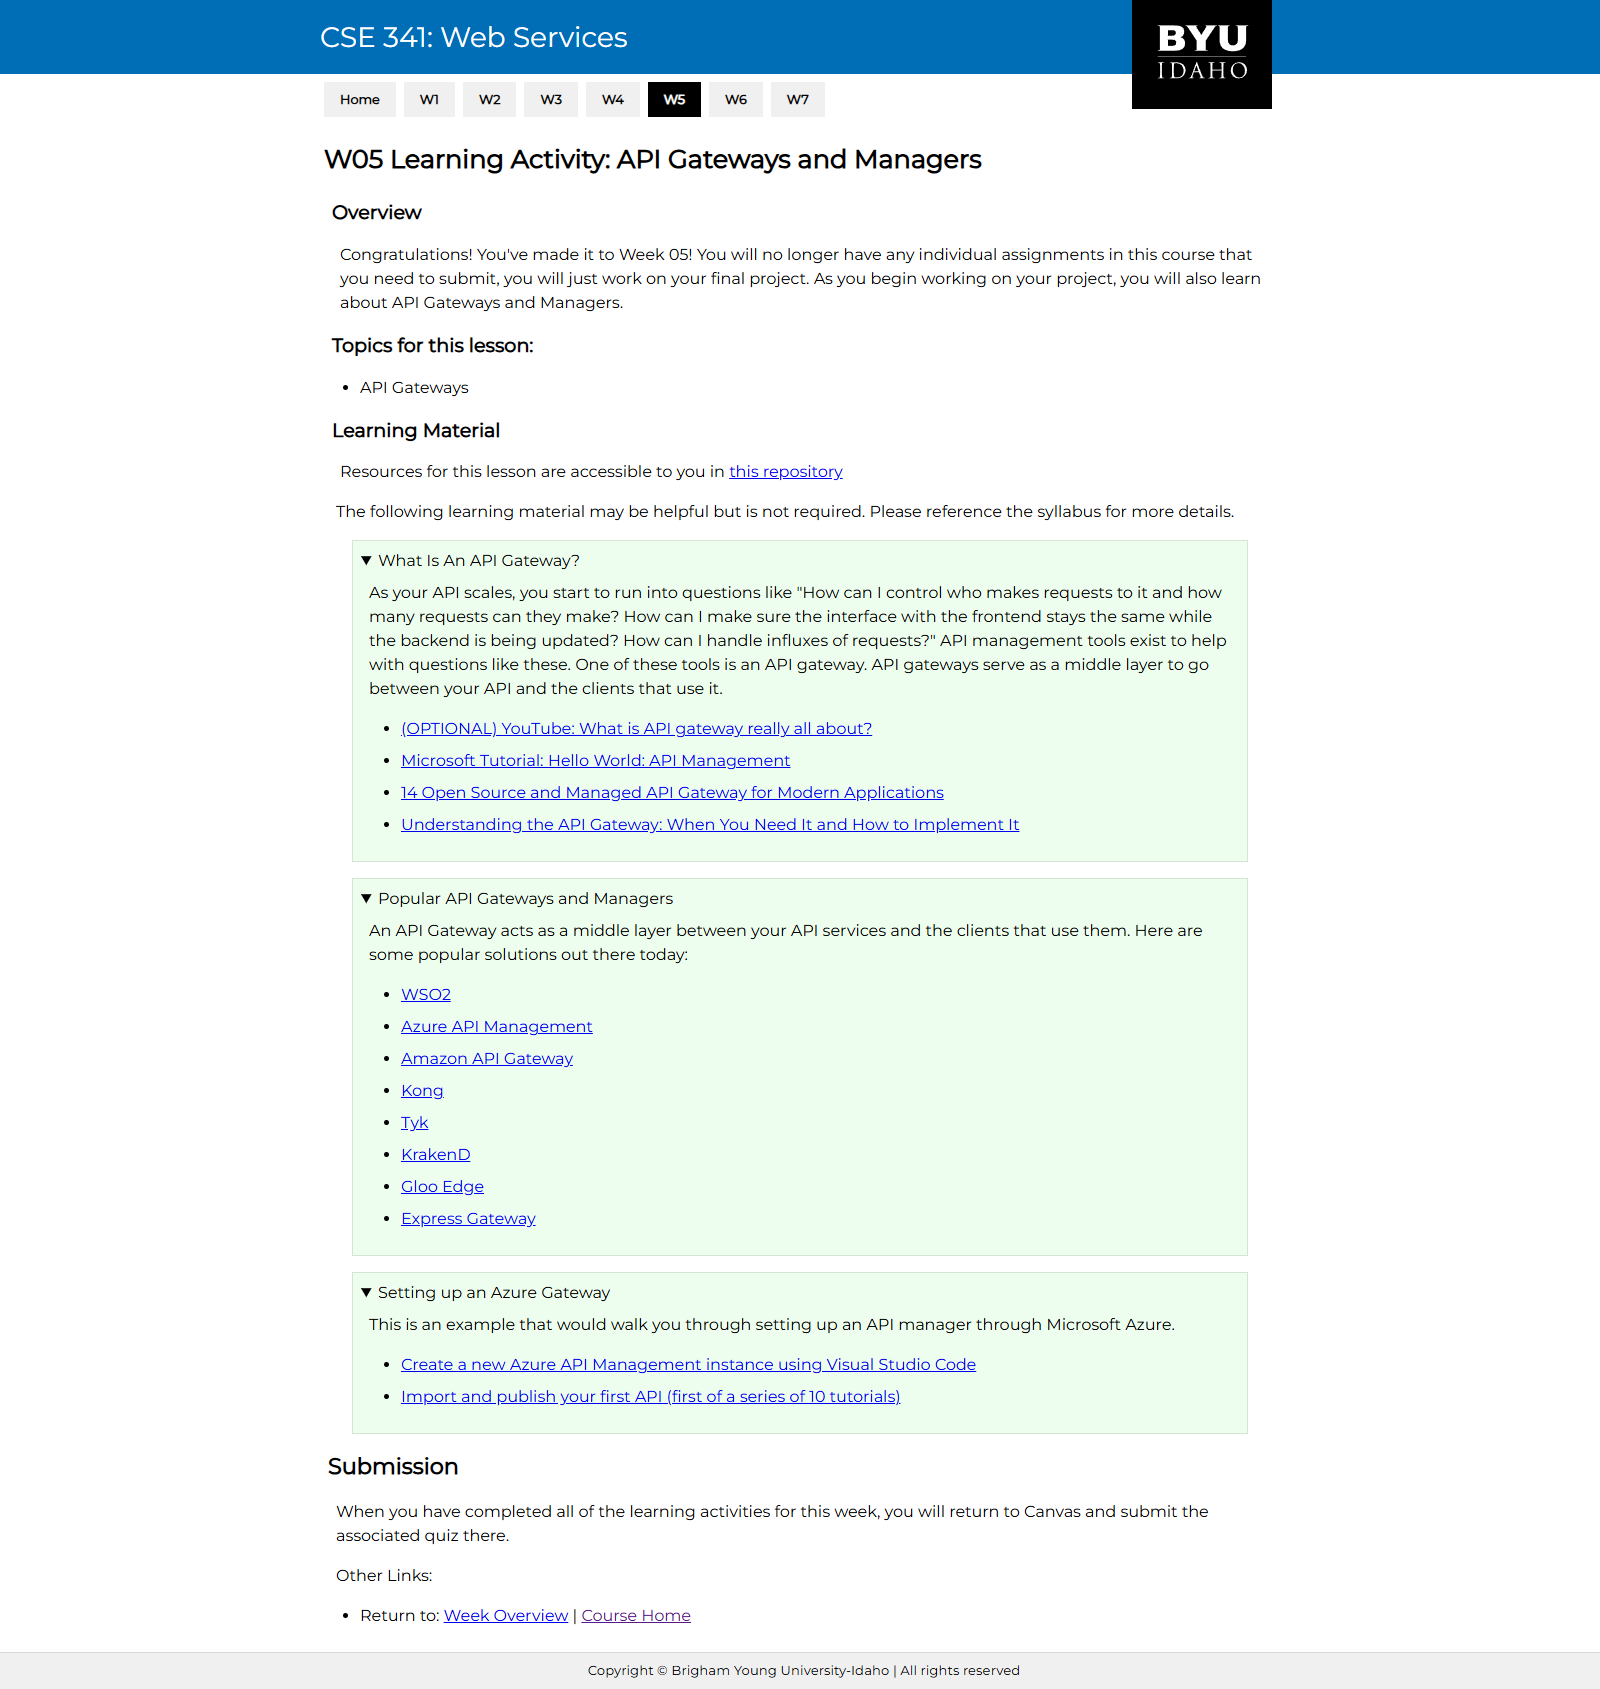 CSE 341: Web Services
BYU
IDAHO
Home W1 W2 W3 W4 W5 W6 W7
W05 Learning Activity: API Gateways and Managers
Overview
Congratulations! You've made it to Week 05! You will no longer have any individual assignments in this course that
you need to submit, you will just work on your final project. As you begin working on your project, you will also learn
about API Gateways and Managers.
Topics for this lesson:
• API Gateways
Learning Material
Resources for this lesson are accessible to you in this repository
The following learning material may be helpful but is not required. Please reference the syllabus for more details.
▼ What Is An API Gateway?
As your API scales, you start to run into questions like "How can I control who makes requests to it and how
many requests can they make? How can I make sure the interface with the frontend stays the same while
the backend is being updated? How can I handle influxes of requests?" API management tools exist to help
with questions like these. One of these tools is an API gateway. API gateways serve as a middle layer to go
between your API and the clients that use it.
• (OPTIONAL) YouTube: What is API gateway really all about?
• Microsoft Tutorial: Hello World: API Management
• 14 Open Source and Managed API Gateway for Modern Applications
• Understanding the API Gateway: When You Need It and How to Implement It
▼ Popular API Gateways and Managers
An API Gateway acts as a middle layer between your API services and the clients that use them. Here are
some popular solutions out there today:
• WSO2
• Azure API Management
• Amazon API Gateway
• Kong
• Tyk
• KrakenD
• Gloo Edge
• Express Gateway
▼ Setting up an Azure Gateway
This is an example that would walk you through setting up an API manager through Microsoft Azure.
• Create a new Azure API Management instance using Visual Studio Code
• Import and publish your first API (first of a series of 10 tutorials)
Submission
When you have completed all of the learning activities for this week, you will return to Canvas and submit the
associated quiz there.
Other Links:
• Return to: Week Overview | Course Home
Copyright © Brigham Young University-Idaho | All rights reserved